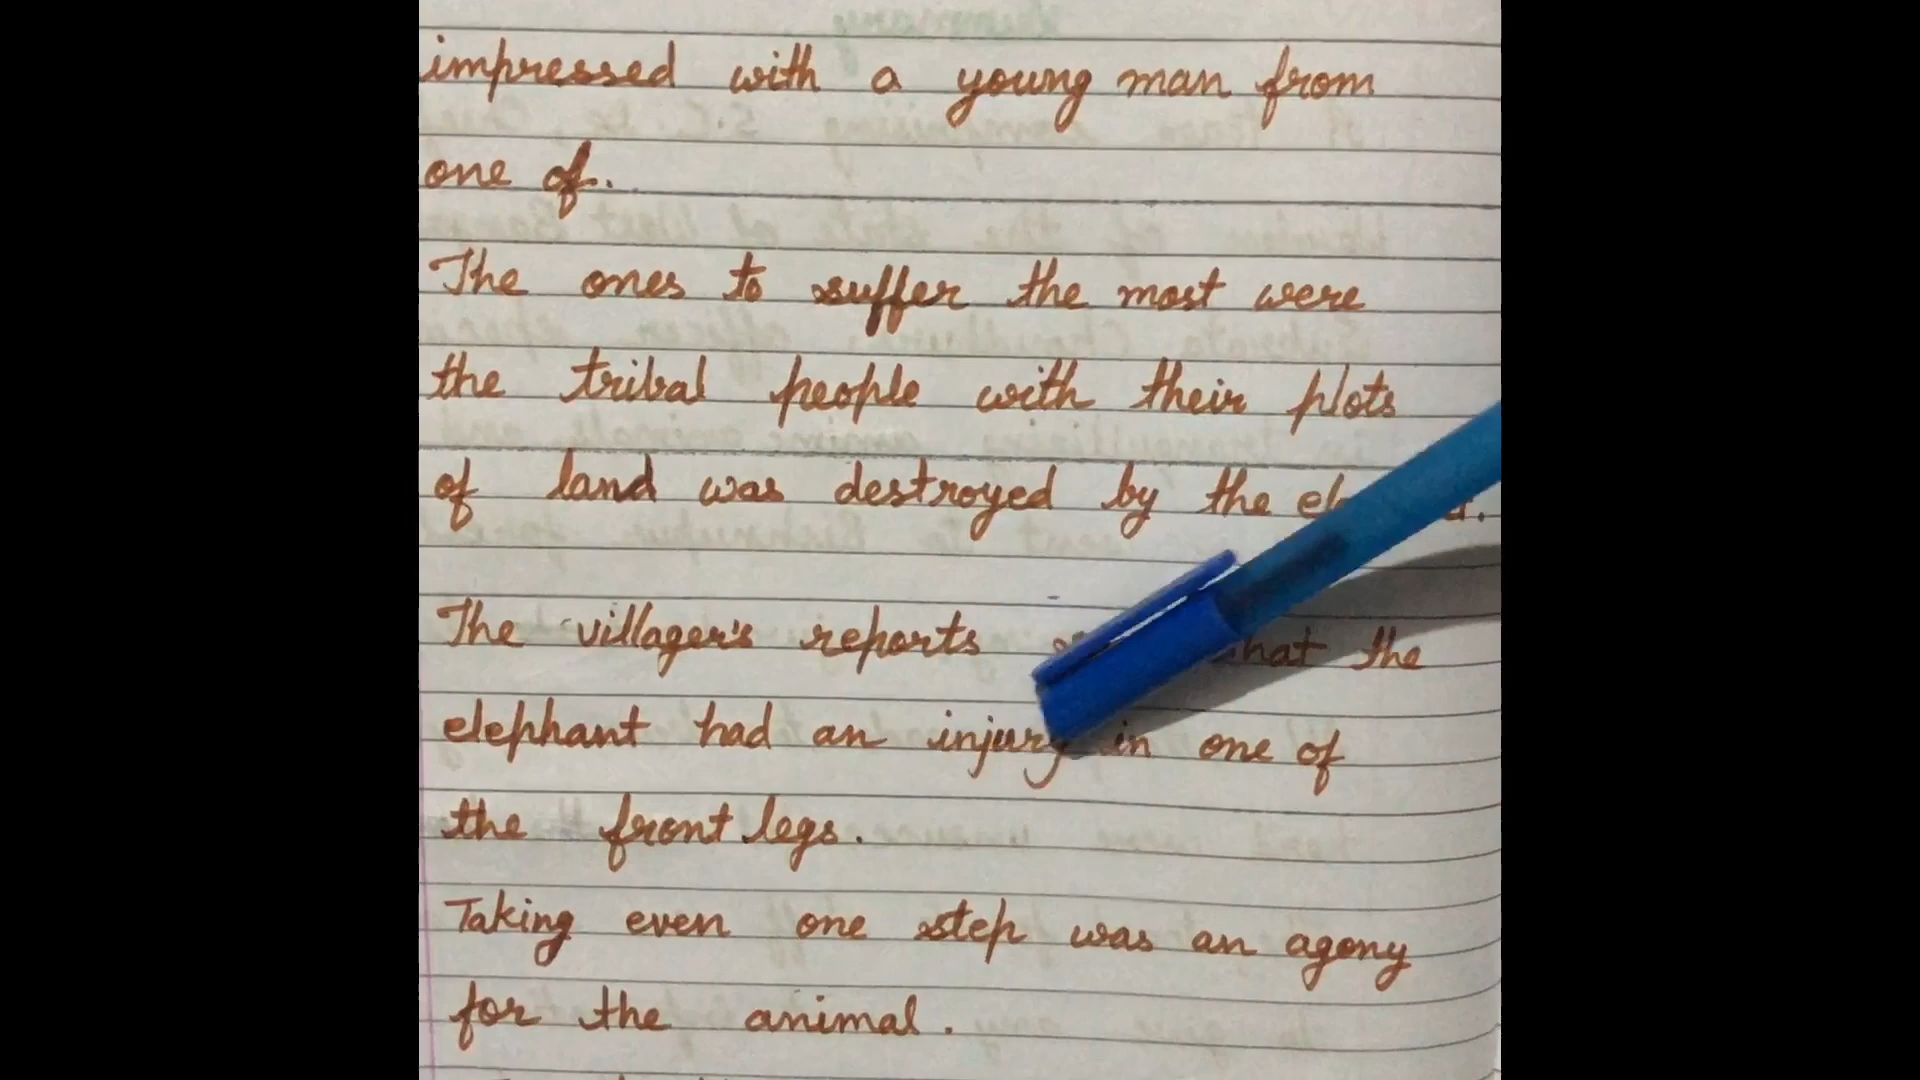 impressed with a young man from
one of.
The ones to suffer the most were
the tribal people with their plots
of land was destroyed by the
The villager's reports the
elephant had an injury in one of
the front legs.
Taking even one step was an agony
for the animal.